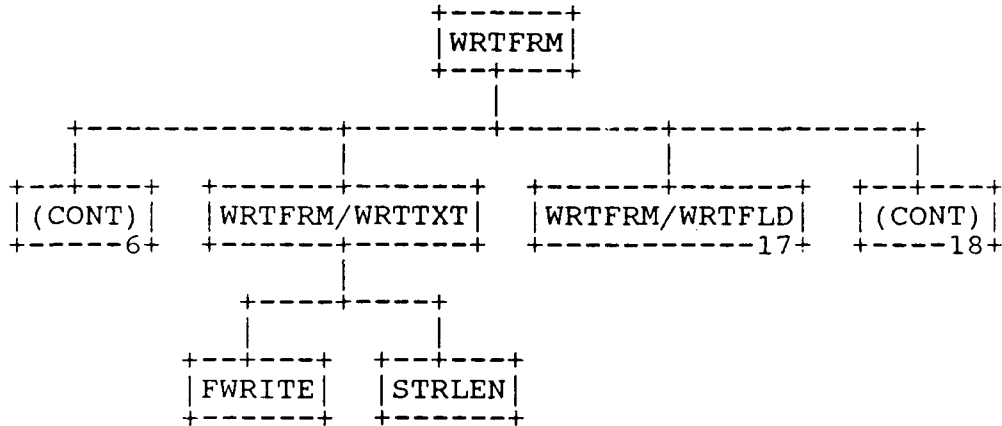 WRTFRM
(CONT) WRTFRM/WRTTXT WRTFRM/WRTFLD (CONT)
6 17 18
FWRITE STRLEN